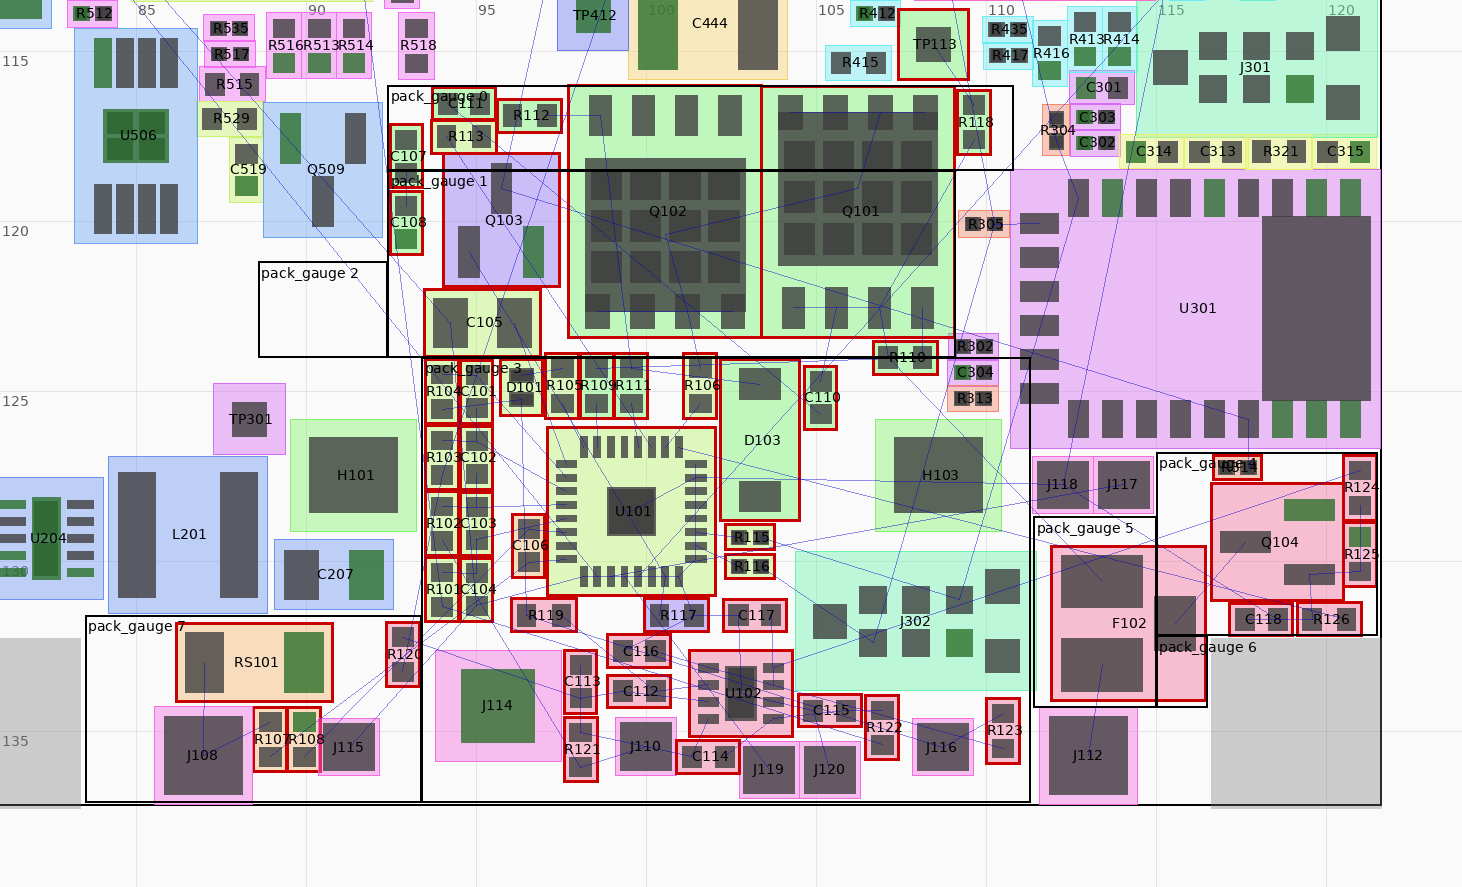 85 90 95 100 105 110 115 120
R512 TP412 C444 R412
R535 R516 R513 R514 R518 TP113 R435 R413 R414
R517 R415 R417 R416 J301
115
R515 C301
pack_gauge 0
C111 R112 R118 C303
R529 U506 R113 R304 C302
C107 C314 C313 R321 C315
C519 Q509
pack_gauge 1
Q103 Q102 Q101
C108 R305
120
pack_gauge 2
C105 U301
R110 R302
pack_gauge 3
C304
R104 C101 D101 R105 R109 R111 R106 C110 R313
125
TP301 D103
R103 C102
pack_gauge 4
R314
H101 H103 J118 J117 R124
U101
R102 C103
pack_gauge 5
U204 L201 C106 R115 Q104
R125
R116
130
C207
R101 C104
R119 R117 C117 J302 F102 C118 R126
pack_gauge 7
pack_gauge 6
RS101 R120 C116
C113 C112 U102
J114 C115
R122 R123
135
J108 R107 R108 J115 R121 J110 C114 J116 J112
J119 J120